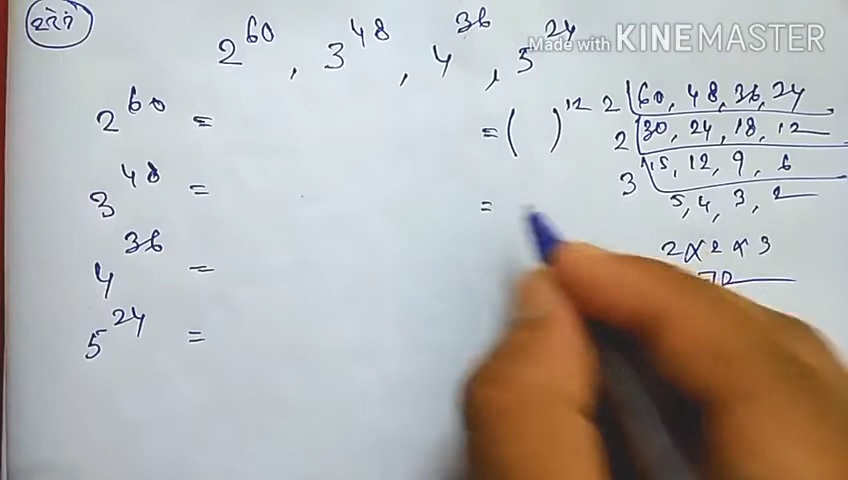 2^60, 3^48, 4^36, 5^24
Made with KINEMASTER
2^60 = = ( )^12
3^48 = =
4^36 =
5^24 =
2 | 60, 48, 36, 24
2 | 30, 24, 18, 12
3 | 15, 12, 9, 6
5, 4, 3, 2
2 × 2 × 3